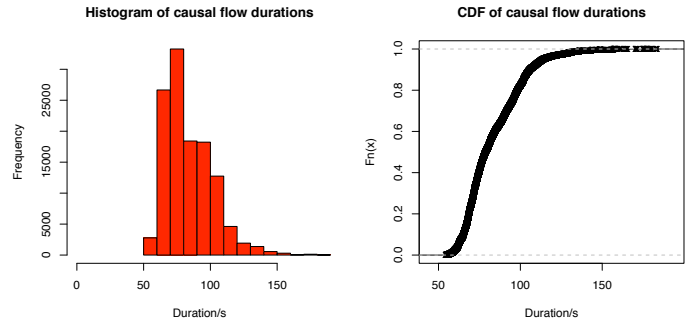 Histogram of causal flow durations
Frequency
25000
15000
5000
0
0 50 100 150
Duration/s
CDF of causal flow durations
Fn(x)
1.0
0.8
0.6
0.4
0.2
0.0
50 100 150
Duration/s